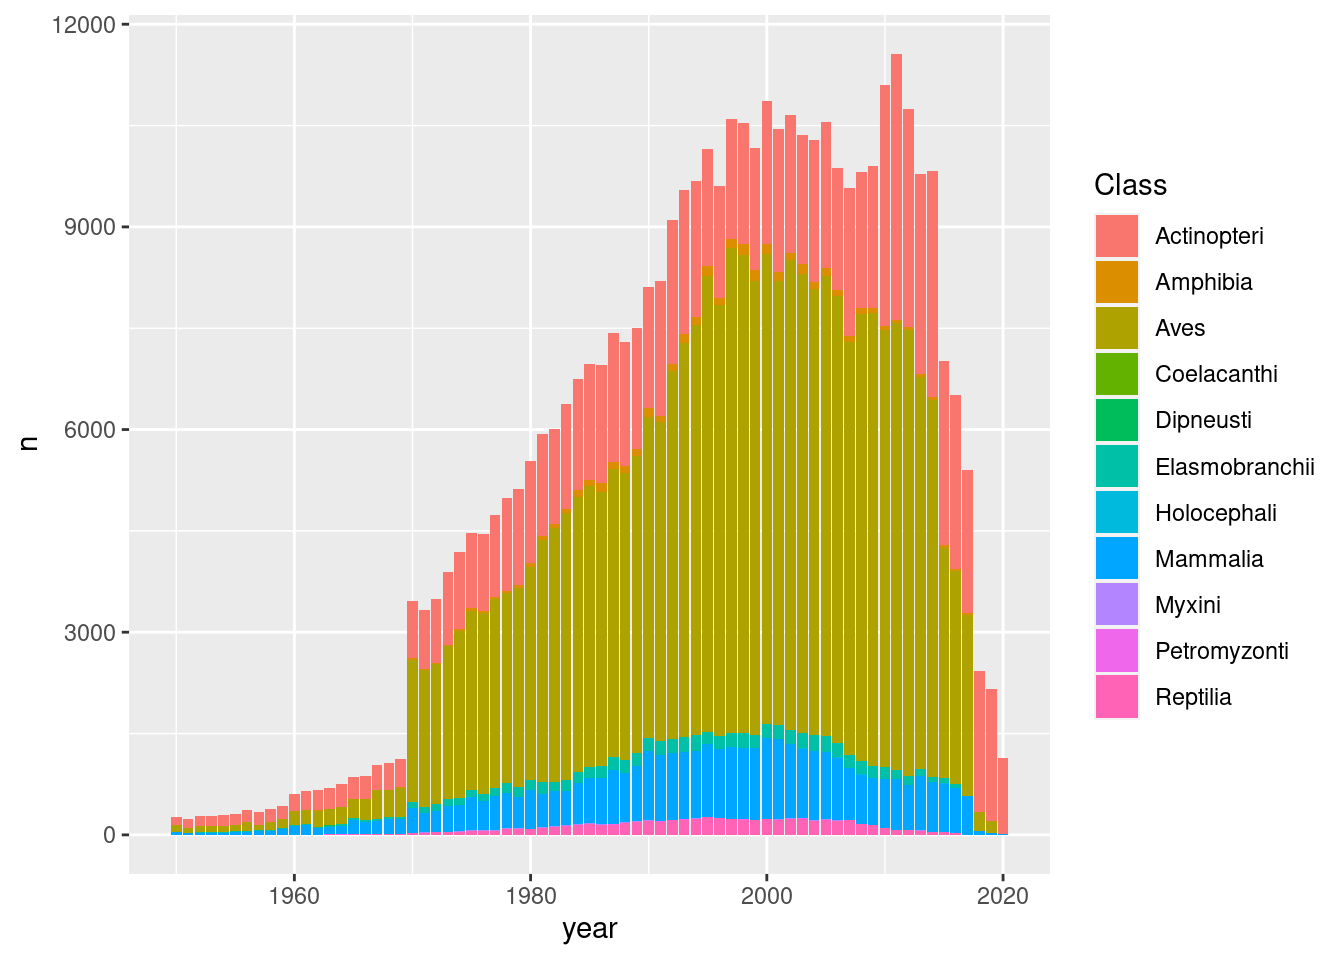 12000
9000
6000
3000
0
n
1960
1980
2000
2020
year
Class
Actinopteri
Amphibia
Aves
Coelacanthi
Dipneusti
Elasmobranchii
Holocephali
Mammalia
Myxini
Petromyzonti
Reptilia